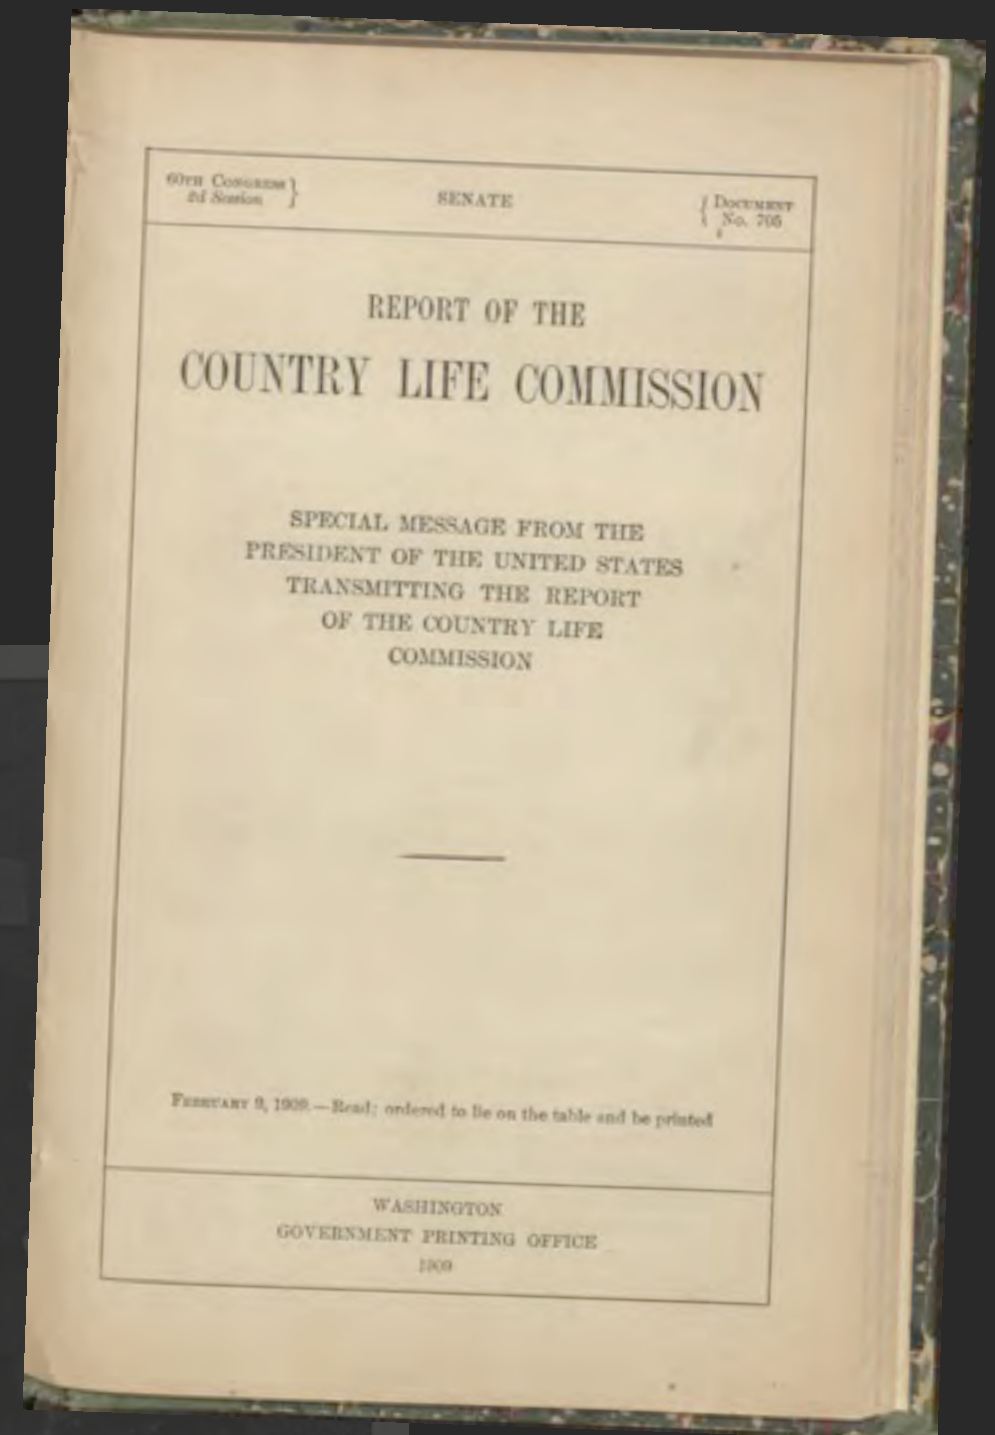 60TH CONGRESS
2d Session
SENATE
DOCUMENT
No. 705
REPORT OF THE
COUNTRY LIFE COMMISSION
SPECIAL MESSAGE FROM THE
PRESIDENT OF THE UNITED STATES
TRANSMITTING THE REPORT
OF THE COUNTRY LIFE
COMMISSION
FEBRUARY 9, 1909.—Read; ordered to lie on the table and be printed
WASHINGTON
GOVERNMENT PRINTING OFFICE
1909